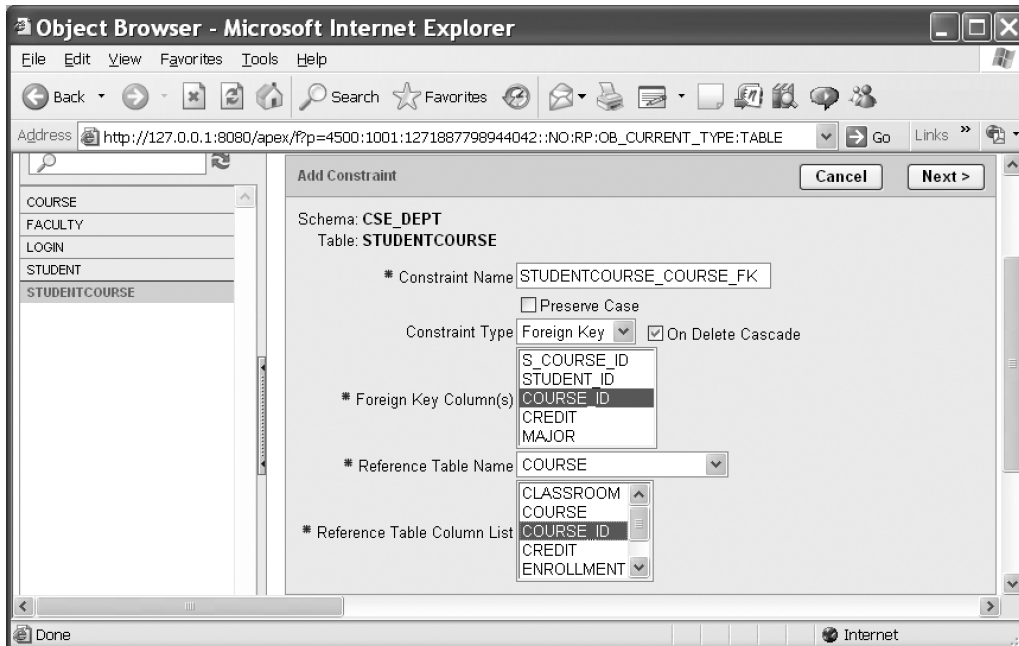 Object Browser - Microsoft Internet Explorer
File Edit View Favorites Tools Help
Back Search Favorites
Address http://127.0.0.1:8080/apex/f?p=4500:1001:1271887798944042::NO:RP:OB_CURRENT_TYPE:TABLE Go Links »
Add Constraint Cancel Next >
COURSE
FACULTY
LOGIN
STUDENT
STUDENTCOURSE
Schema: CSE_DEPT
Table: STUDENTCOURSE
* Constraint Name STUDENTCOURSE_COURSE_FK
Preserve Case
Constraint Type Foreign Key On Delete Cascade
* Foreign Key Column(s)
S_COURSE_ID
STUDENT_ID
COURSE_ID
CREDIT
MAJOR
* Reference Table Name COURSE
* Reference Table Column List
CLASSROOM
COURSE
COURSE_ID
CREDIT
ENROLLMENT
Done Internet